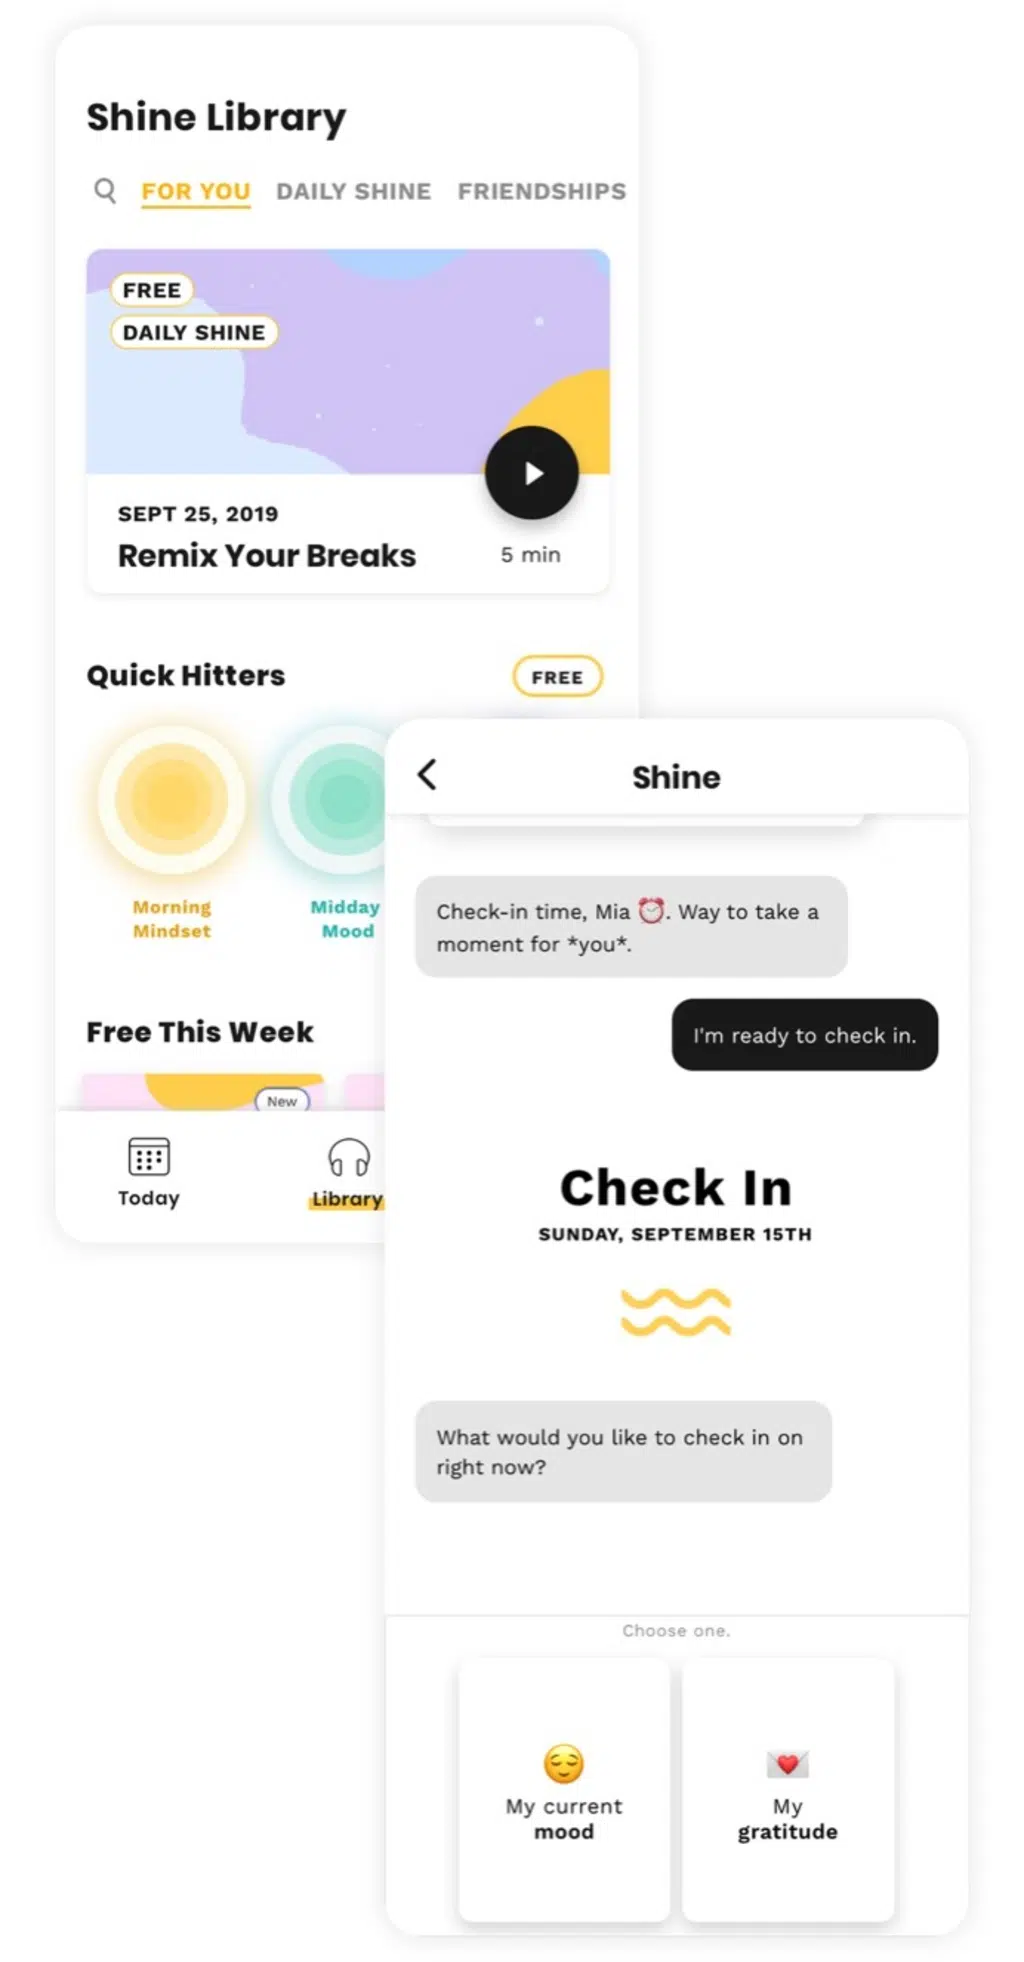 Shine Library
FOR YOU DAILY SHINE FRIENDSHIPS
FREE
DAILY SHINE
SEPT 25, 2019
Remix Your Breaks
5 min
Quick Hitters
FREE
Morning
Mindset
Midday
Mood
Free This Week
New
Today
Library
Shine
Check-in time, Mia ⏰. Way to take a
moment for *you*.
I'm ready to check in.
Check In
SUNDAY, SEPTEMBER 15TH
What would you like to check in on
right now?
Choose one.
My current
mood
My
gratitude